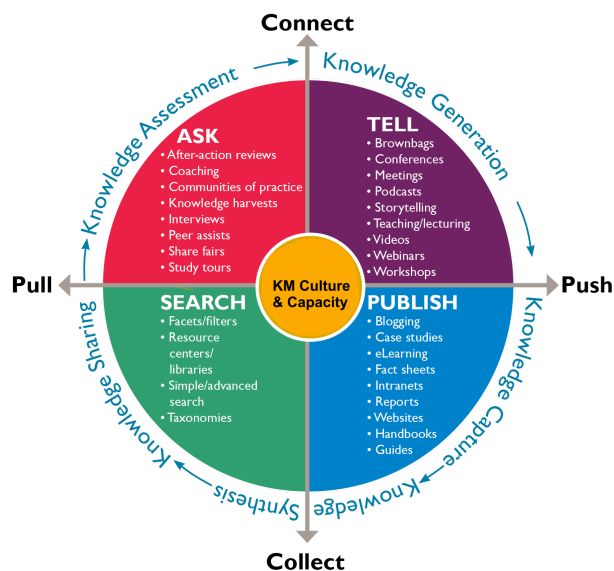 Connect
Knowledge Assessment
Knowledge Generation
ASK
• After-action reviews
• Coaching
• Communities of practice
• Knowledge harvests
• Interviews
• Peer assists
• Share fairs
• Study tours
TELL
• Brownbags
• Conferences
• Meetings
• Podcasts
• Storytelling
• Teaching/lecturing
• Videos
• Webinars
• Workshops
Pull
KM Culture
& Capacity
Push
SEARCH
• Facets/filters
• Resource
centers/
libraries
• Simple/advanced
search
• Taxonomies
PUBLISH
• Blogging
• Case studies
• eLearning
• Fact sheets
• Intranets
• Reports
• Websites
• Handbooks
• Guides
Knowledge Capture
Knowledge Synthesis
Knowledge Sharing
Collect